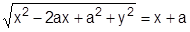 √(x² − 2ax + a² + y²) = x + a